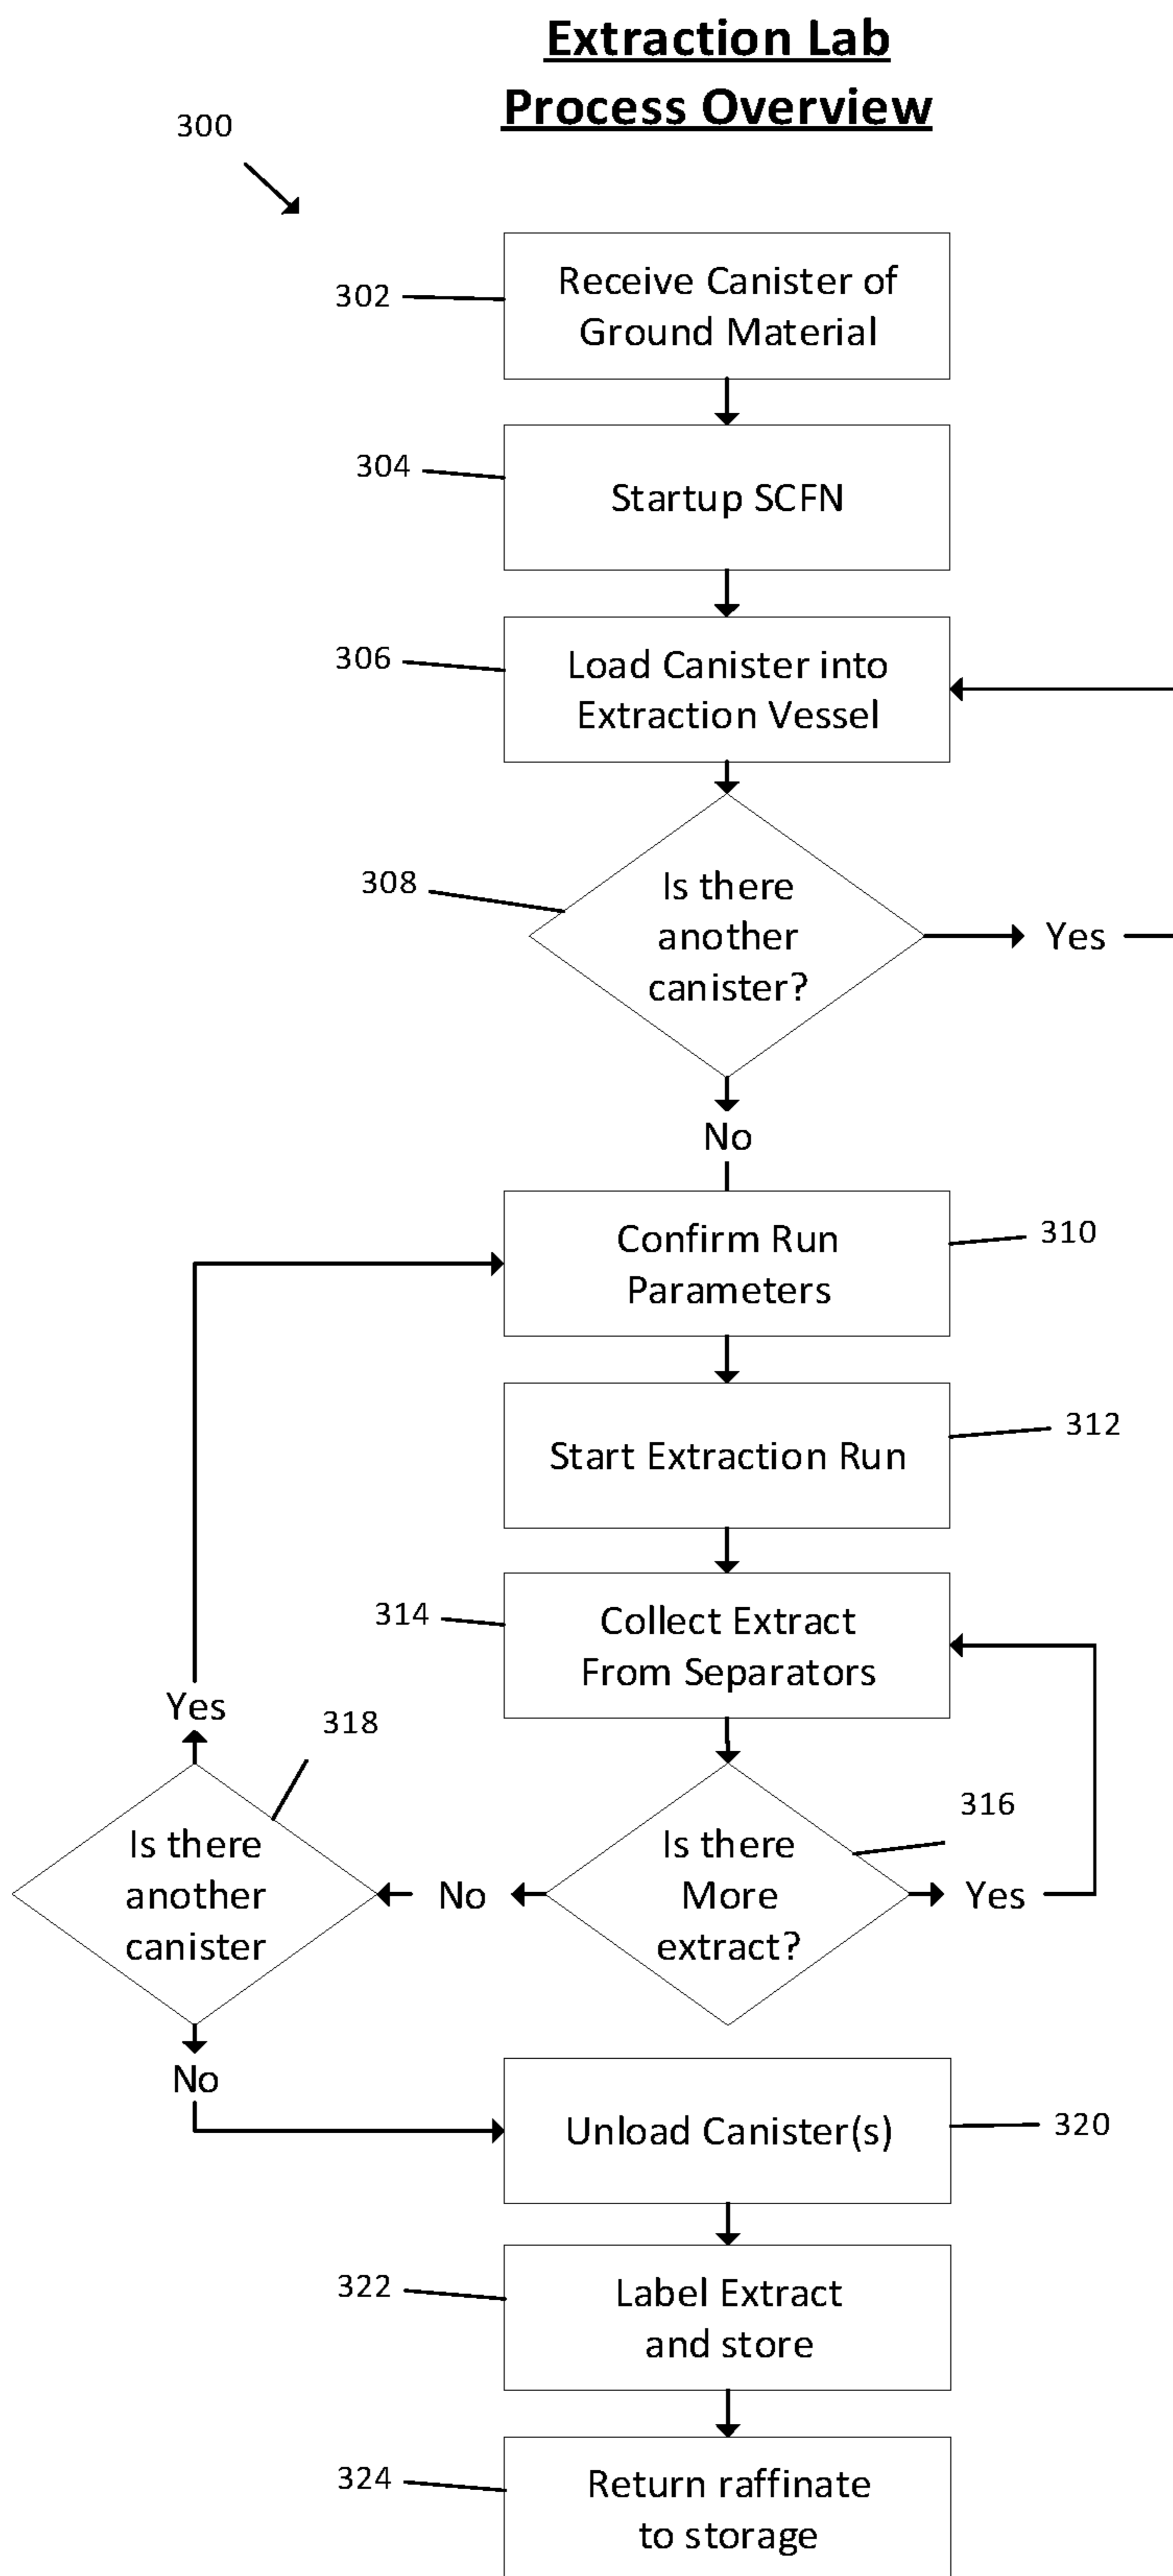 Extraction Lab
Process Overview
300
302
Receive Canister of
Ground Material
304
Startup SCFN
306
Load Canister into
Extraction Vessel
308
Is there
another
canister?
Yes
No
Confirm Run
Parameters
310
Start Extraction Run
312
314
Collect Extract
From Separators
Yes
318
316
Is there
another
canister
No
Is there
More
extract?
Yes
No
Unload Canister(s)
320
322
Label Extract
and store
324
Return raffinate
to storage